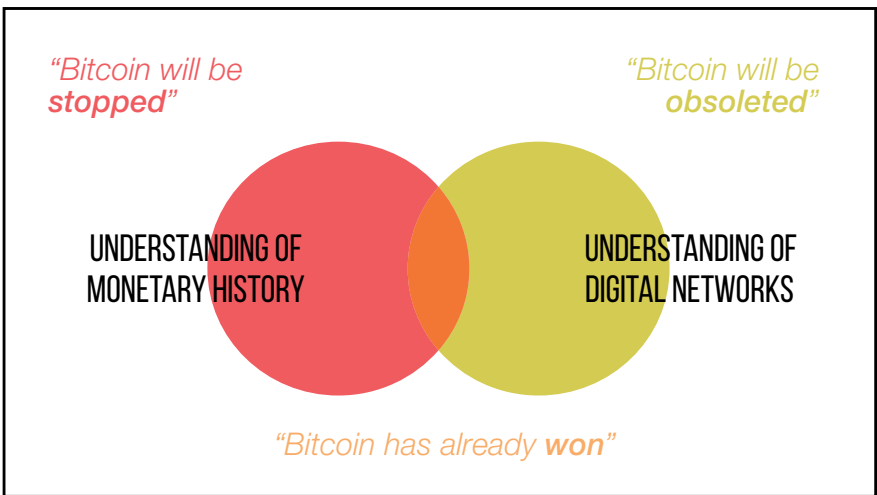 “Bitcoin will be
stopped”
“Bitcoin will be
obsoleted”
UNDERSTANDING OF
MONETARY HISTORY
UNDERSTANDING OF
DIGITAL NETWORKS
“Bitcoin has already won”